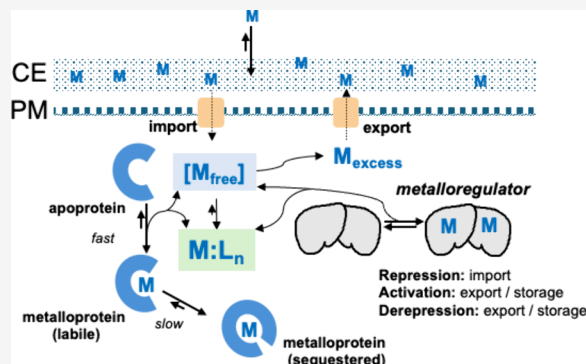 M
CE M M M M M M M M
PM
import
export
[Mfree]
Mexcess
metalloregulator
apoprotein
fast
M:Ln
M M
M
metalloprotein
(labile)
slow
M
metalloprotein
(sequestered)
Repression: import
Activation: export / storage
Derepression: export / storage